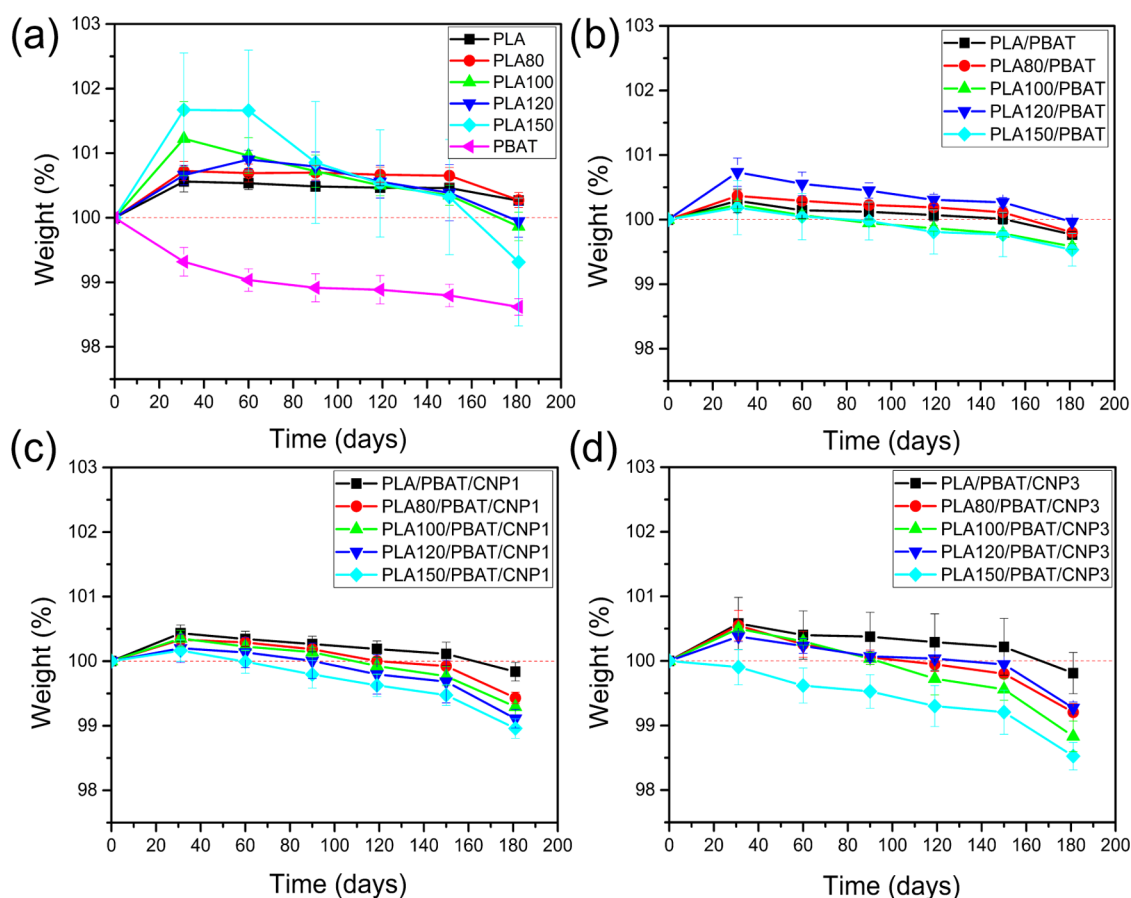 (a)
103
102
101
100
99
98
Weight (%)
PLA
PLA80
PLA100
PLA120
PLA150
PBAT
0 20 40 60 80 100 120 140 160 180 200
Time (days)
(b)
103
102
101
100
99
98
Weight (%)
PLA/PBAT
PLA80/PBAT
PLA100/PBAT
PLA120/PBAT
PLA150/PBAT
0 20 40 60 80 100 120 140 160 180 200
Time (days)
(c)
103
102
101
100
99
98
Weight (%)
PLA/PBAT/CNP1
PLA80/PBAT/CNP1
PLA100/PBAT/CNP1
PLA120/PBAT/CNP1
PLA150/PBAT/CNP1
0 20 40 60 80 100 120 140 160 180 200
Time (days)
(d)
103
102
101
100
99
98
Weight (%)
PLA/PBAT/CNP3
PLA80/PBAT/CNP3
PLA100/PBAT/CNP3
PLA120/PBAT/CNP3
PLA150/PBAT/CNP3
0 20 40 60 80 100 120 140 160 180 200
Time (days)